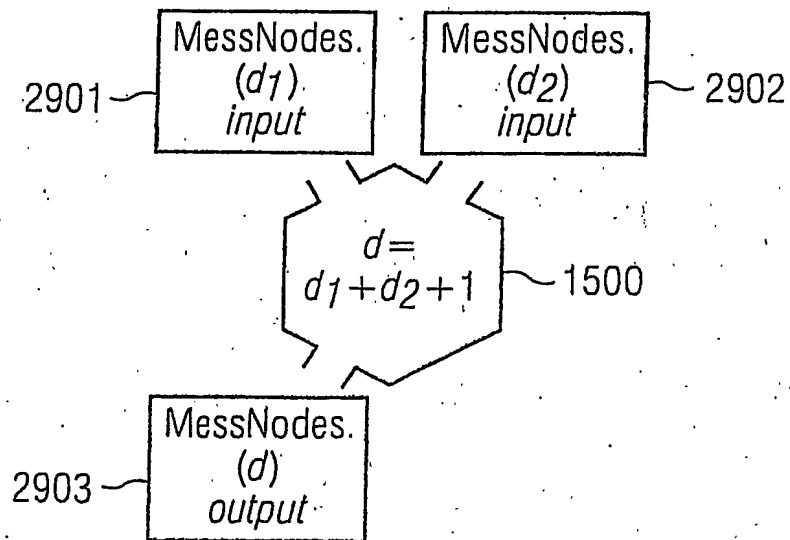 MessNodes.
(d1)
input
MessNodes.
(d2)
input
2901
2902
d=
d1+d2+1
1500
MessNodes.
(d)
output
2903